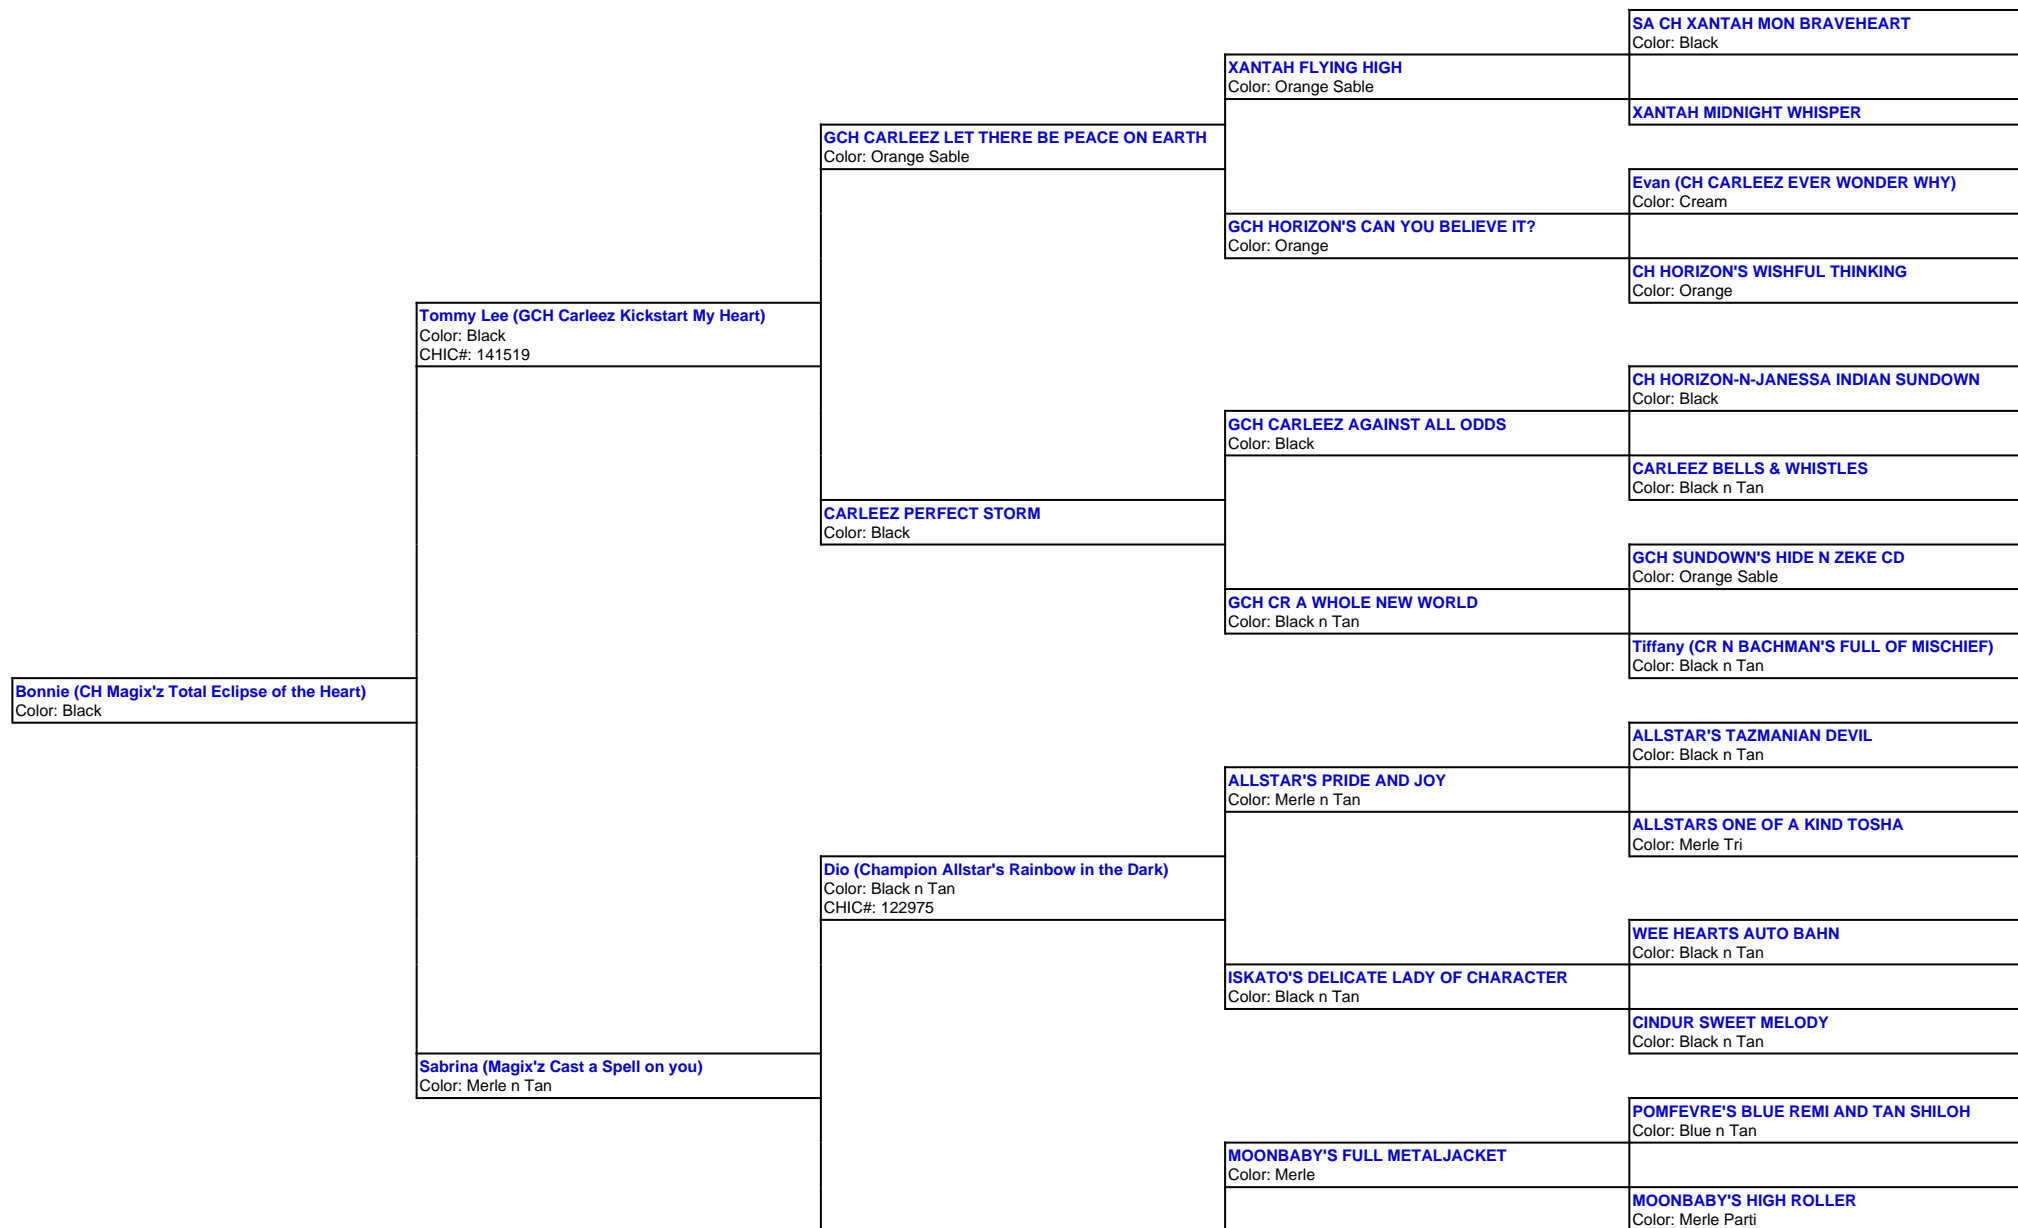 SA CH XANTAH MON BRAVEHEART
Color: Black
XANTAH FLYING HIGH
Color: Orange Sable
XANTAH MIDNIGHT WHISPER
GCH CARLEEZ LET THERE BE PEACE ON EARTH
Color: Orange Sable
Evan (CH CARLEEZ EVER WONDER WHY)
Color: Cream
GCH HORIZON'S CAN YOU BELIEVE IT?
Color: Orange
CH HORIZON'S WISHFUL THINKING
Color: Orange
Tommy Lee (GCH Carleez Kickstart My Heart)
Color: Black
CHIC#: 141519
CH HORIZON-N-JANESSA INDIAN SUNDOWN
Color: Black
GCH CARLEEZ AGAINST ALL ODDS
Color: Black
CARLEEZ BELLS & WHISTLES
Color: Black n Tan
CARLEEZ PERFECT STORM
Color: Black
GCH SUNDOWN'S HIDE N ZEKE CD
Color: Orange Sable
GCH CR A WHOLE NEW WORLD
Color: Black n Tan
Tiffany (CR N BACHMAN'S FULL OF MISCHIEF)
Color: Black n Tan
Bonnie (CH Magix'z Total Eclipse of the Heart)
Color: Black
ALLSTAR'S TAZMANIAN DEVIL
Color: Black n Tan
ALLSTAR'S PRIDE AND JOY
Color: Merle n Tan
ALLSTARS ONE OF A KIND TOSHA
Color: Merle Tri
Dio (Champion Allstar's Rainbow in the Dark)
Color: Black n Tan
CHIC#: 122975
WEE HEARTS AUTO BAHN
Color: Black n Tan
ISKATO'S DELICATE LADY OF CHARACTER
Color: Black n Tan
CINDUR SWEET MELODY
Color: Black n Tan
Sabrina (Magix'z Cast a Spell on you)
Color: Merle n Tan
POMFEVRE'S BLUE REMI AND TAN SHILOH
Color: Blue n Tan
MOONBABY'S FULL METALJACKET
Color: Merle
MOONBABY'S HIGH ROLLER
Color: Merle Parti